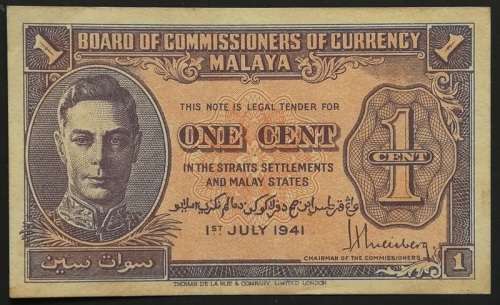 1 BOARD OF COMMISSIONERS OF CURRENCY 1
MALAYA
THIS NOTE IS LEGAL TENDER FOR
ONE CENT
1 CENT
IN THE STRAITS SETTLEMENTS
AND MALAY STATES
1ST JULY 1941
CHAIRMAN OF THE COMMISSIONERS
سوات سين
1
THOMAS DE LA RUE & COMPANY, LIMITED, LONDON